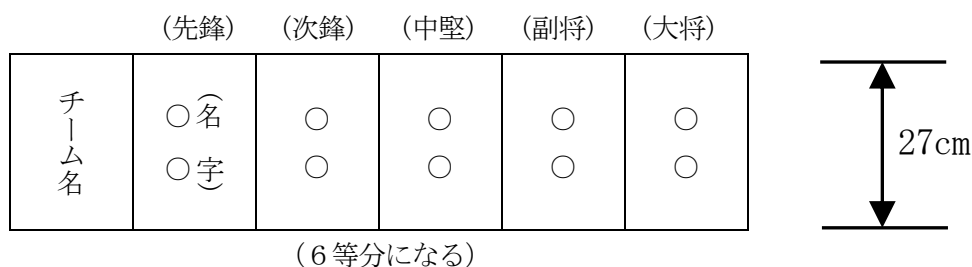 (先鋒) (次鋒) (中堅) (副将) (大将)
チーム名
○○
(名字)
○○
○○
○○
○○
27cm
(6等分になる)